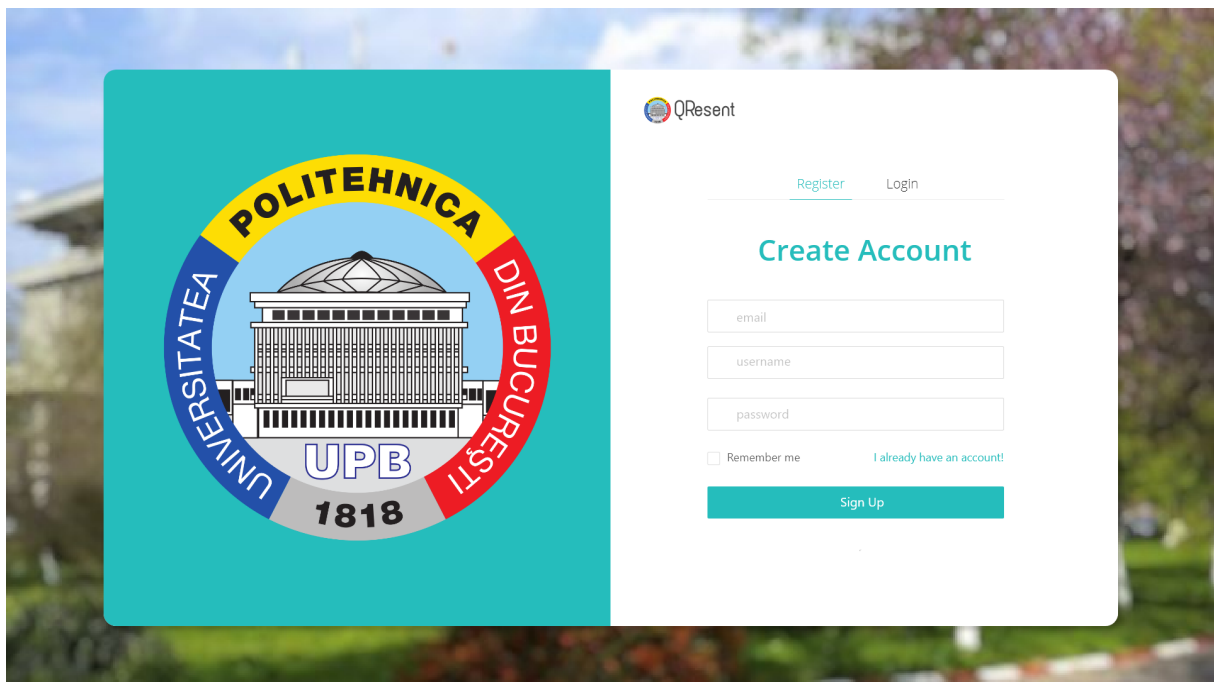 POLITEHNICA
UNIVERSITATEA
DIN BUCUREŞTI
UPB
1818
QResent
Register Login
Create Account
email
username
password
Remember me I already have an account!
Sign Up